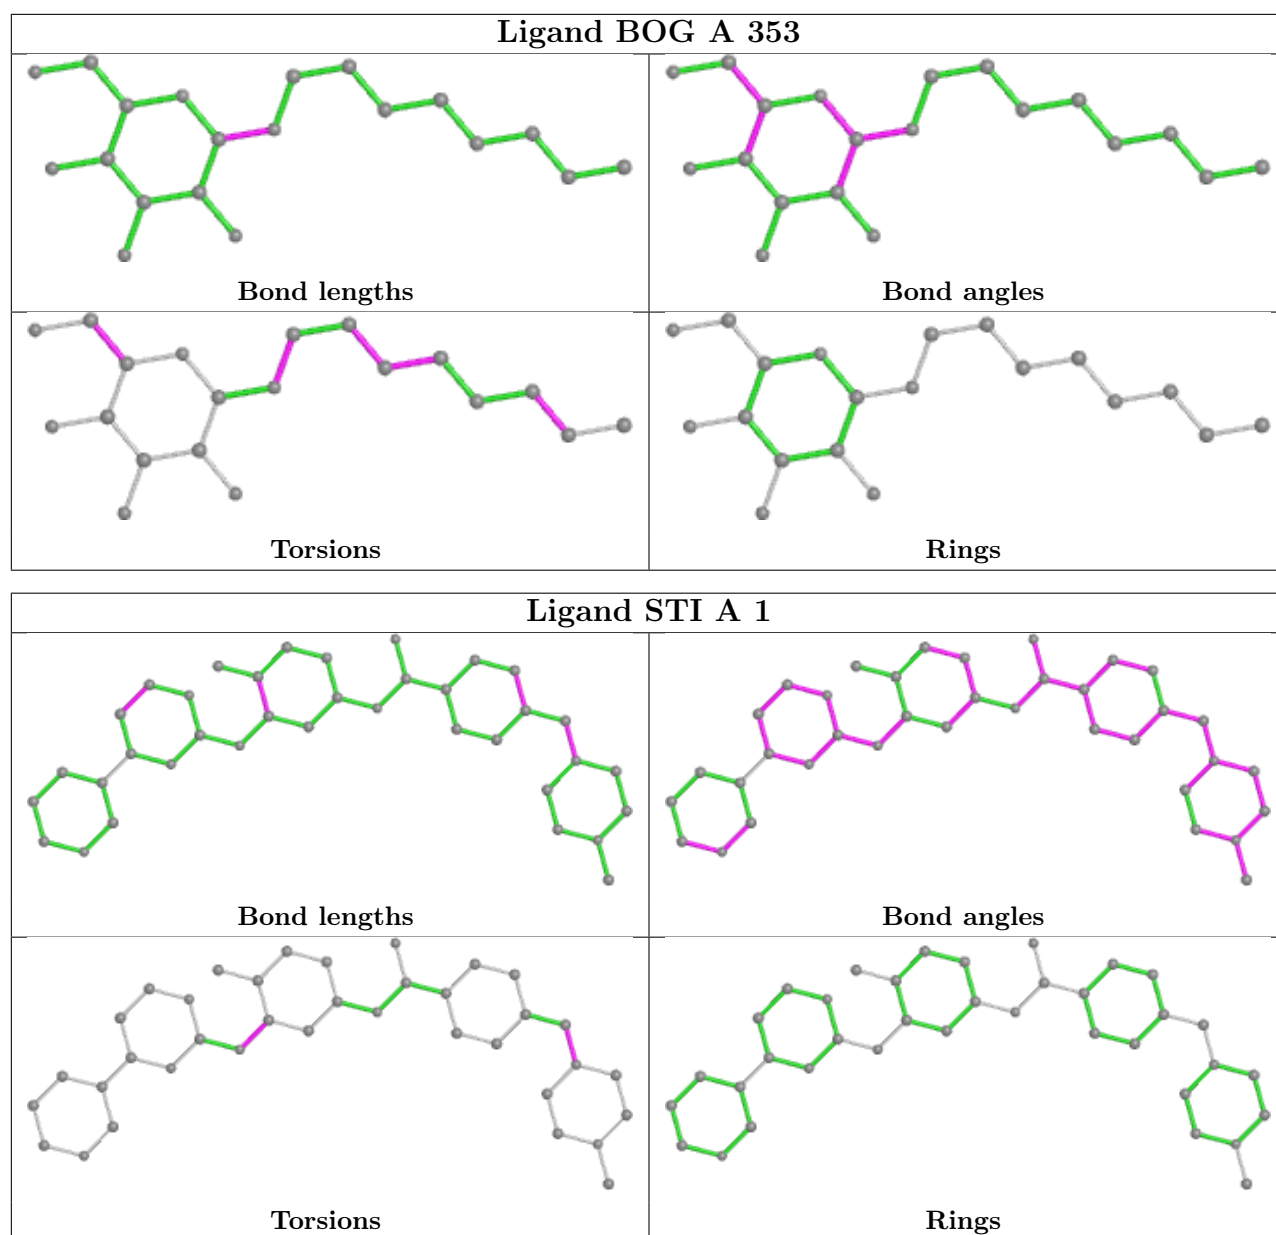 Ligand BOG A 353
Bond lengths
Bond angles
Torsions
Rings
Ligand STI A 1
Bond lengths
Bond angles
Torsions
Rings